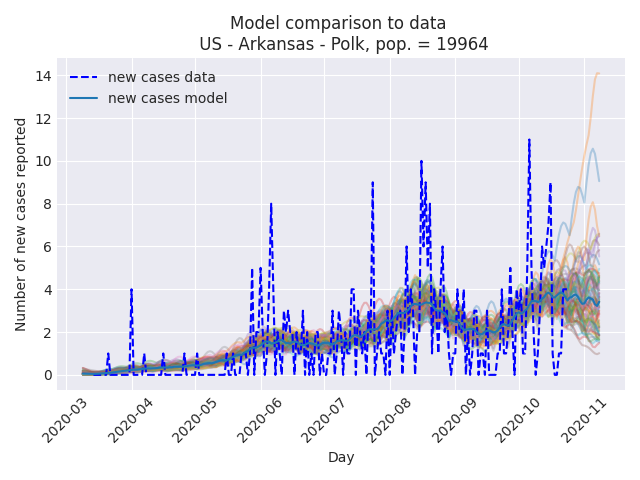 Model comparison to data
US - Arkansas - Polk, pop. = 19964
new cases data
new cases model
Number of new cases reported
14
12
10
8
6
4
2
0
2020-03
2020-04
2020-05
2020-06
2020-07
2020-08
2020-09
2020-10
2020-11
Day